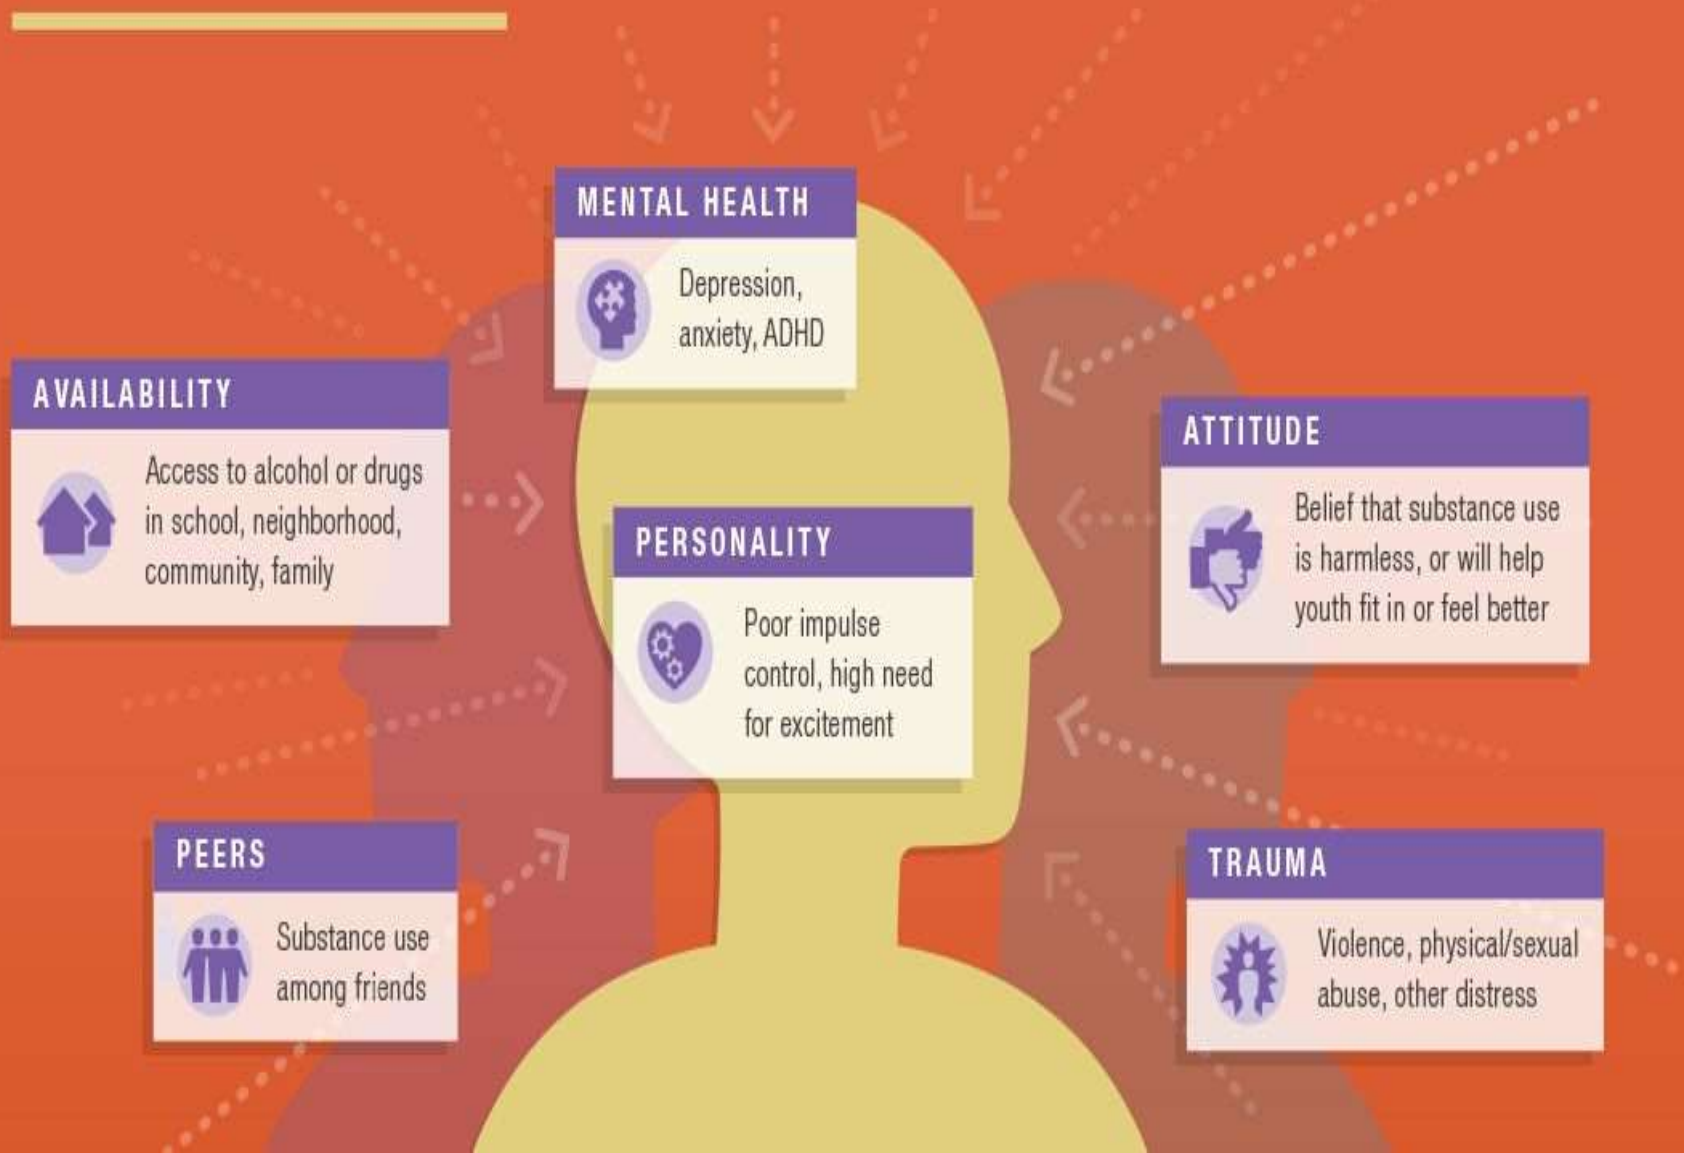 MENTAL HEALTH
Depression,
anxiety, ADHD
AVAILABILITY
Access to alcohol or drugs
in school, neighborhood,
community, family
ATTITUDE
Belief that substance use
is harmless, or will help
youth fit in or feel better
PERSONALITY
Poor impulse
control, high need
for excitement
PEERS
Substance use
among friends
TRAUMA
Violence, physical/sexual
abuse, other distress